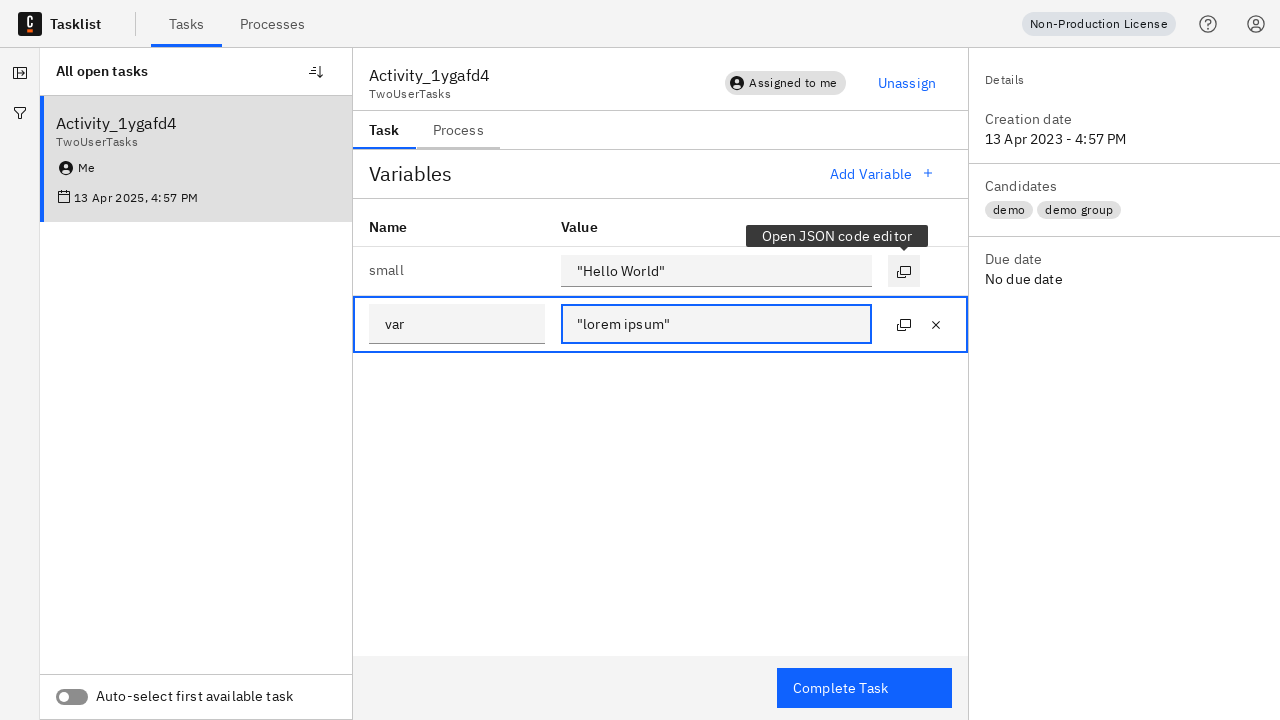 Tasklist
Tasks
Processes
Non-Production License
All open tasks
Activity_1ygafd4
TwoUserTasks
Me
13 Apr 2025, 4:57 PM
Auto-select first available task
Activity_1ygafd4
TwoUserTasks
Assigned to me
Unassign
Task
Process
Variables
Add Variable
Name
Value
Open JSON code editor
small
"Hello World"
var
"lorem ipsum"
Complete Task
Details
Creation date
13 Apr 2023 - 4:57 PM
Candidates
demo
demo group
Due date
No due date